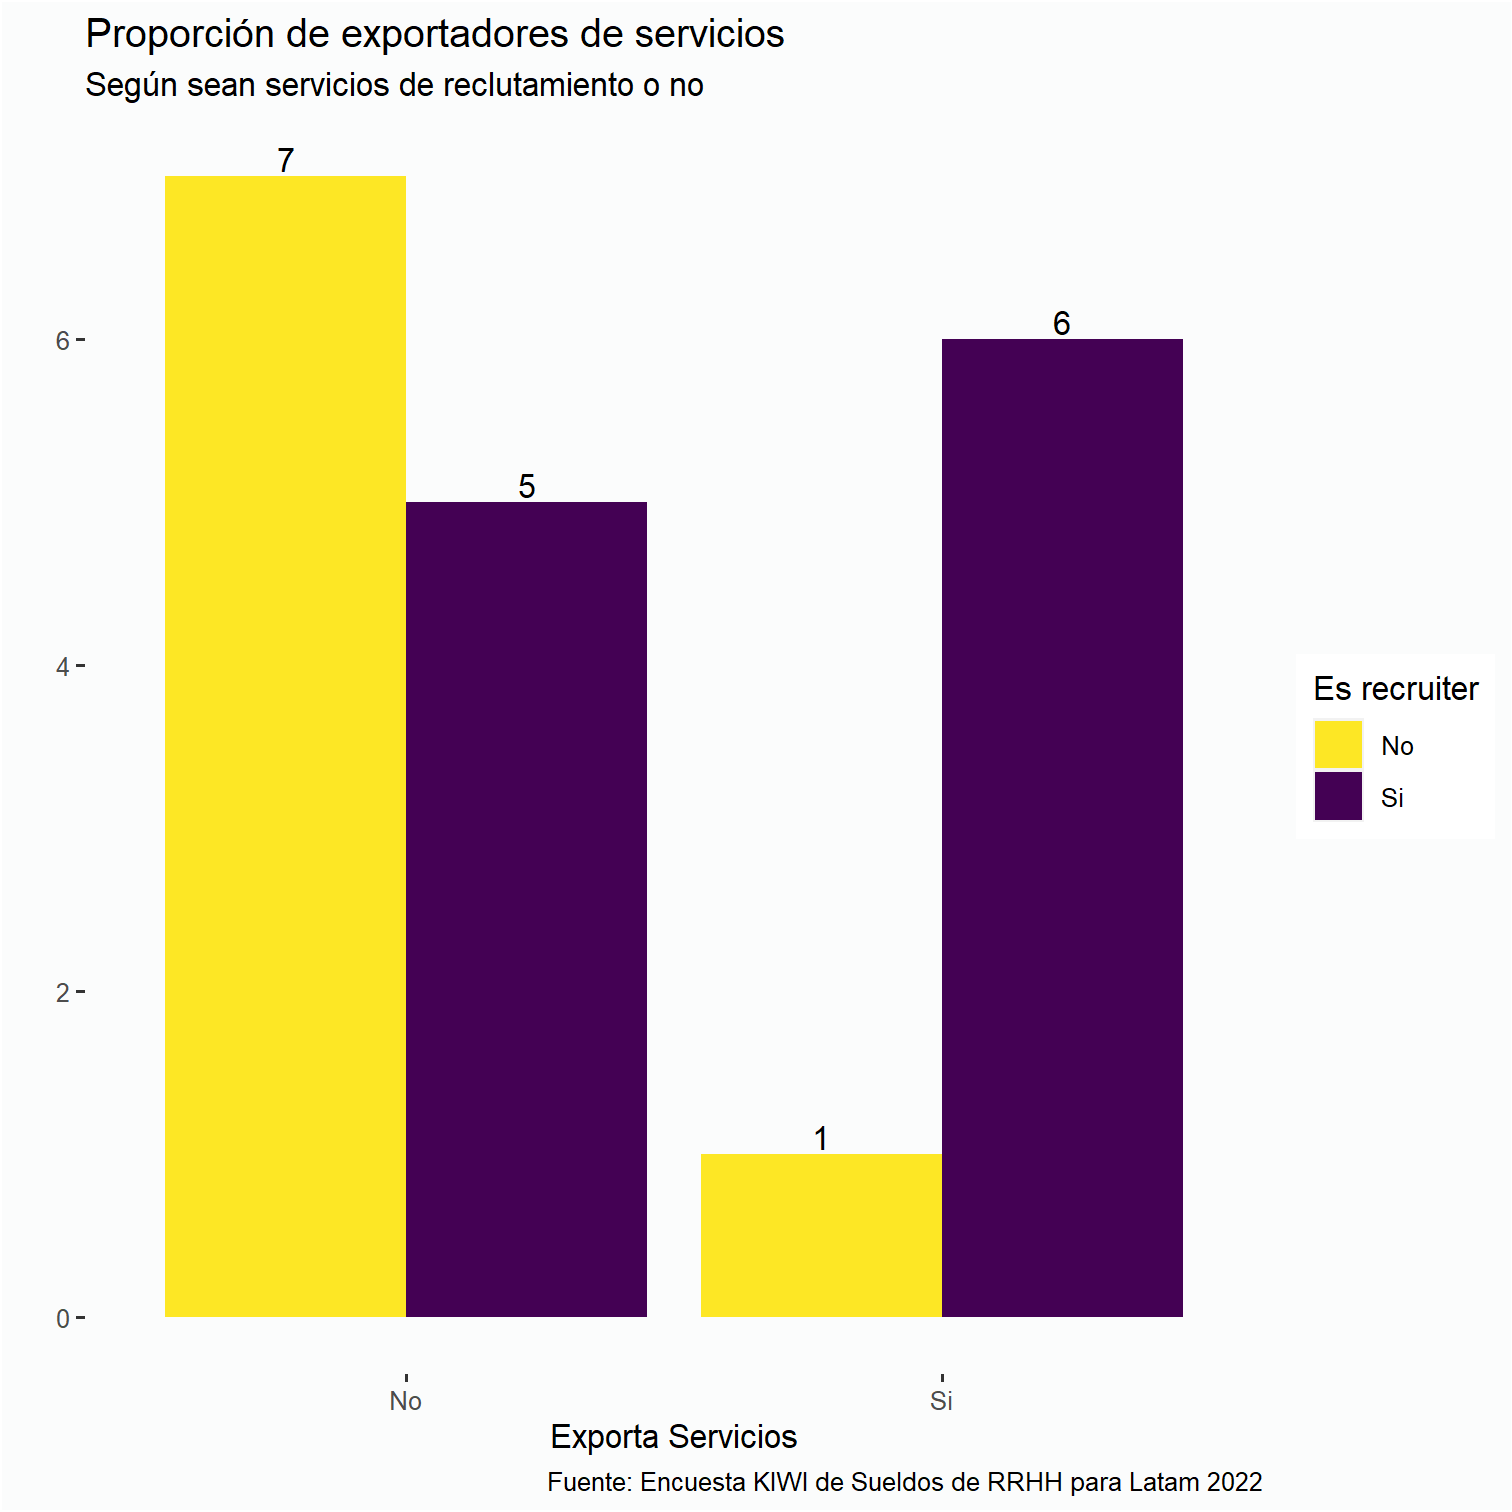 Proporción de exportadores de servicios
Según sean servicios de reclutamiento o no
7
5
1
6
6
4
2
0
No
Si
Exporta Servicios
Es recruiter
No
Si
Fuente: Encuesta KIWI de Sueldos de RRHH para Latam 2022